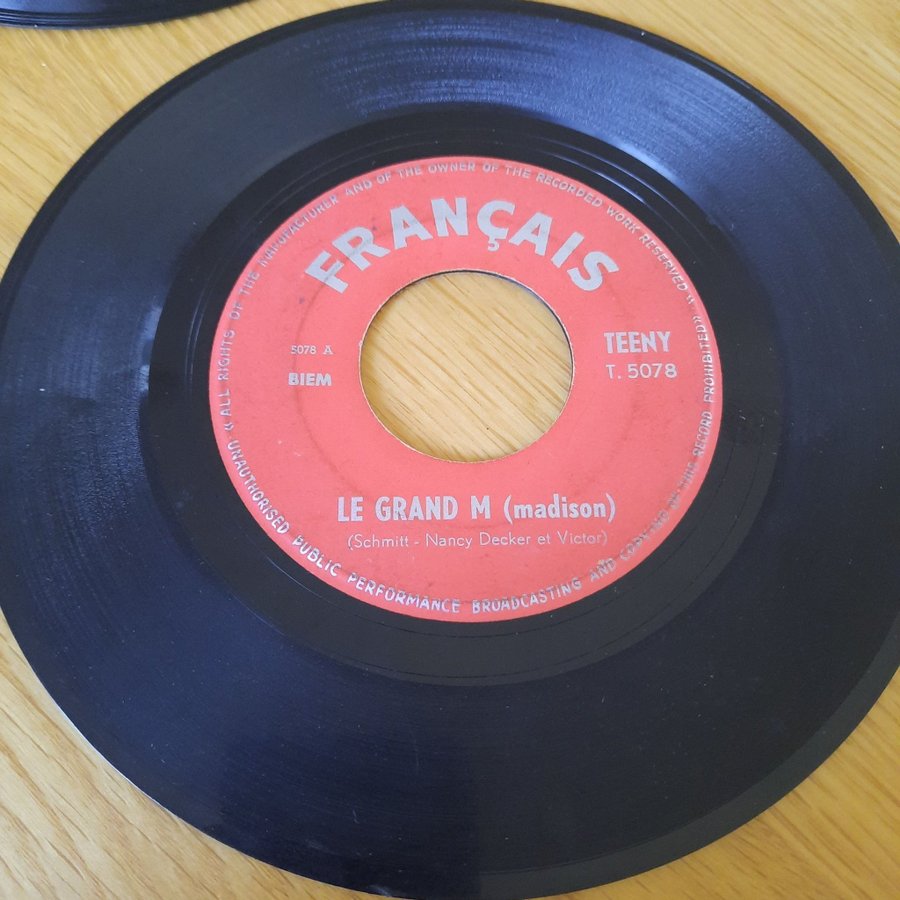 « ALL RIGHTS OF THE MANUFACTURER AND OF THE OWNER OF THE RECORDED WORK RESERVED »
FRANÇAIS
5078 A
BIEM
TEENY
T. 5078
LE GRAND M (madison)
(Schmitt - Nancy Decker et Victor)
« UNAUTHORISED PUBLIC PERFORMANCE BROADCASTING AND COPYING OF THIS RECORD PROHIBITED»